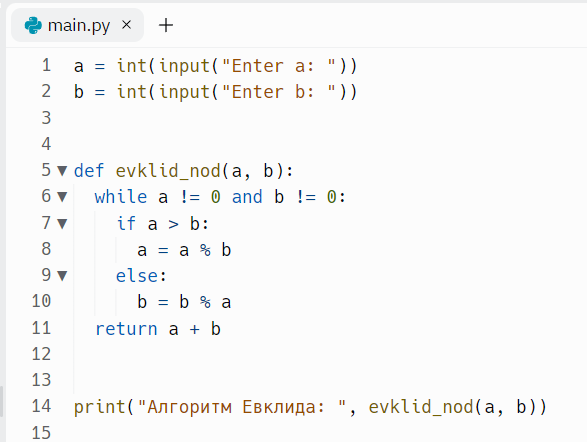 main.py × +
1 a = int(input("Enter a: "))
2 b = int(input("Enter b: "))
3
4
5 def evklid_nod(a, b):
6   while a != 0 and b != 0:
7     if a > b:
8       a = a % b
9     else:
10       b = b % a
11   return a + b
12
13
14 print("Алгоритм Евклида: ", evklid_nod(a, b))
15